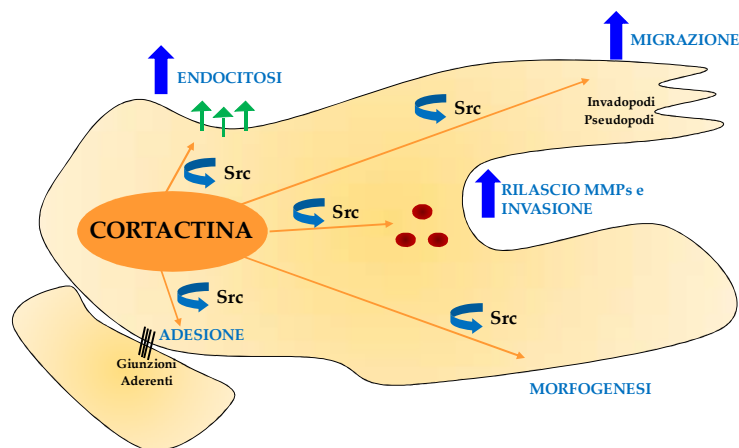 MIGRAZIONE
ENDOCITOSI
Src
Invadopodi
Pseudopodi
Src
RILASCIO MMPs e
INVASIONE
Src
CORTACTINA
Src
Src
ADESIONE
Giunzioni
Aderenti
MORFOGENESI